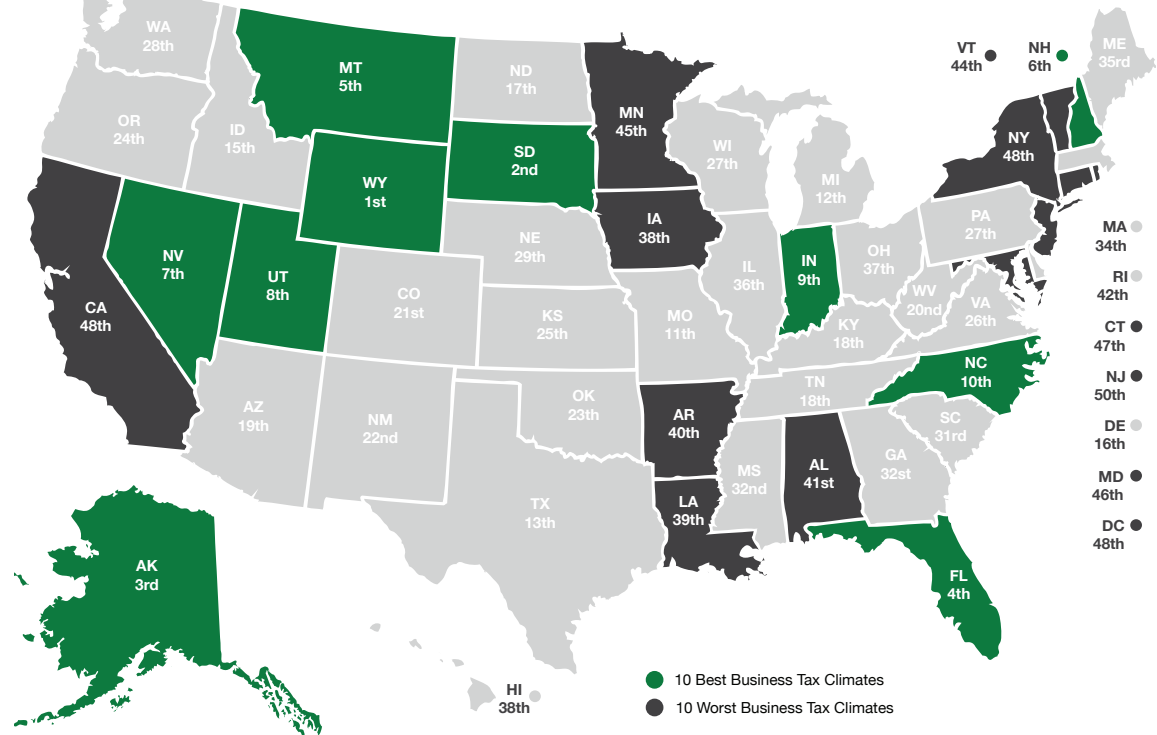 WA
28th
MT
5th
ND
17th
MN
45th
VT
44th
NH
6th
ME
35rd
OR
24th
ID
15th
SD
2nd
WI
27th
NY
48th
WY
1st
MI
12th
IA
38th
PA
27th
MA
34th
NV
7th
UT
8th
NE
29th
IL
36th
IN
9th
OH
37th
RI
42th
CA
48th
CO
21st
KS
25th
MO
11th
KY
18th
WV
20nd
VA
26th
CT
47th
NC
10th
NJ
50th
AZ
19th
NM
22nd
OK
23th
AR
40th
TN
18th
SC
31rd
DE
16th
MS
32nd
AL
41st
GA
32st
MD
46th
TX
13th
LA
39th
DC
48th
AK
3rd
FL
4th
HI
38th
10 Best Business Tax Climates
10 Worst Business Tax Climates